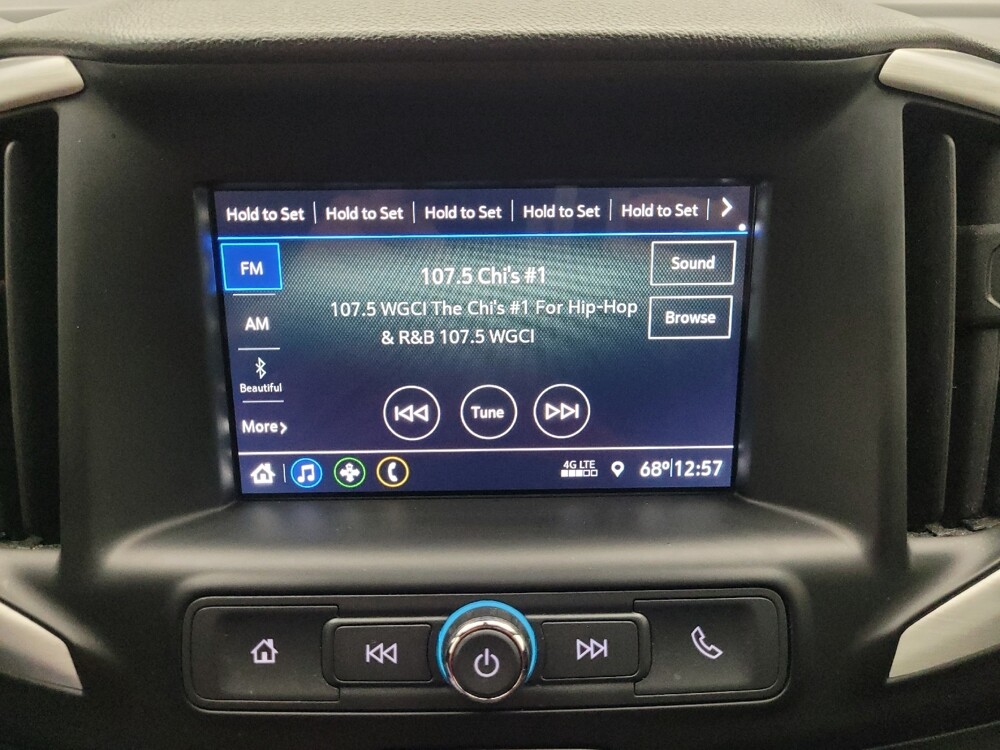 Hold to Set Hold to Set Hold to Set Hold to Set Hold to Set
FM
107.5 Chi's #1
Sound
107.5 WGCI The Chi's #1 For Hip-Hop
& R&B 107.5 WGCI
Browse
AM
Beautiful
More
Tune
4G LTE
68° 12:57